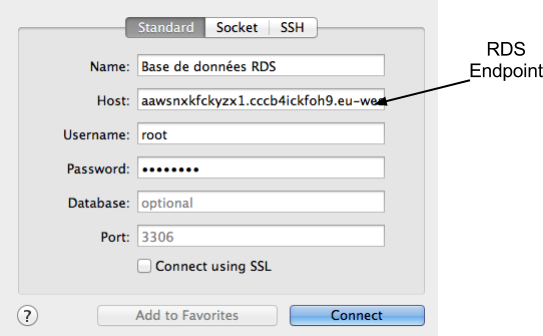 Standard Socket SSH
Name: Base de données RDS
Host: aawsnxkfckyzx1.cccb4ickfoh9.eu-wes
Username: root
Password: ••••••••
Database: optional
Port: 3306
Connect using SSL
? Add to Favorites Connect
RDS
Endpoint